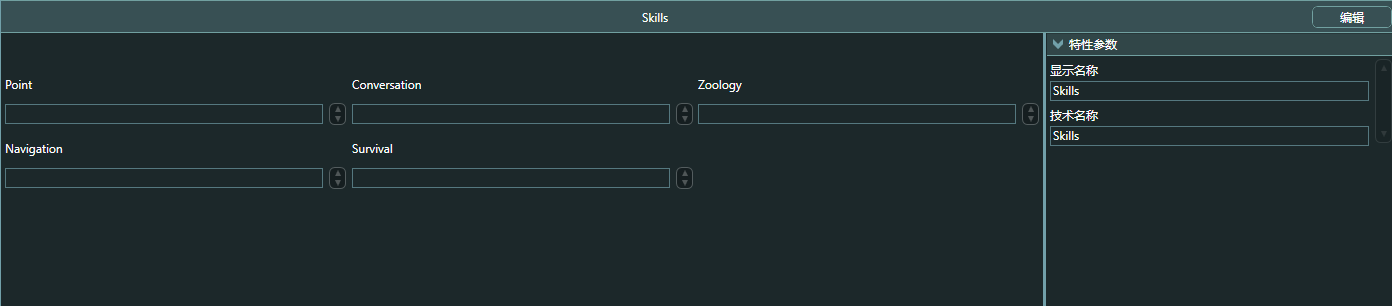 Skills
编辑
Point
Conversation
Zoology
Navigation
Survival
特性参数
显示名称
Skills
技术名称
Skills